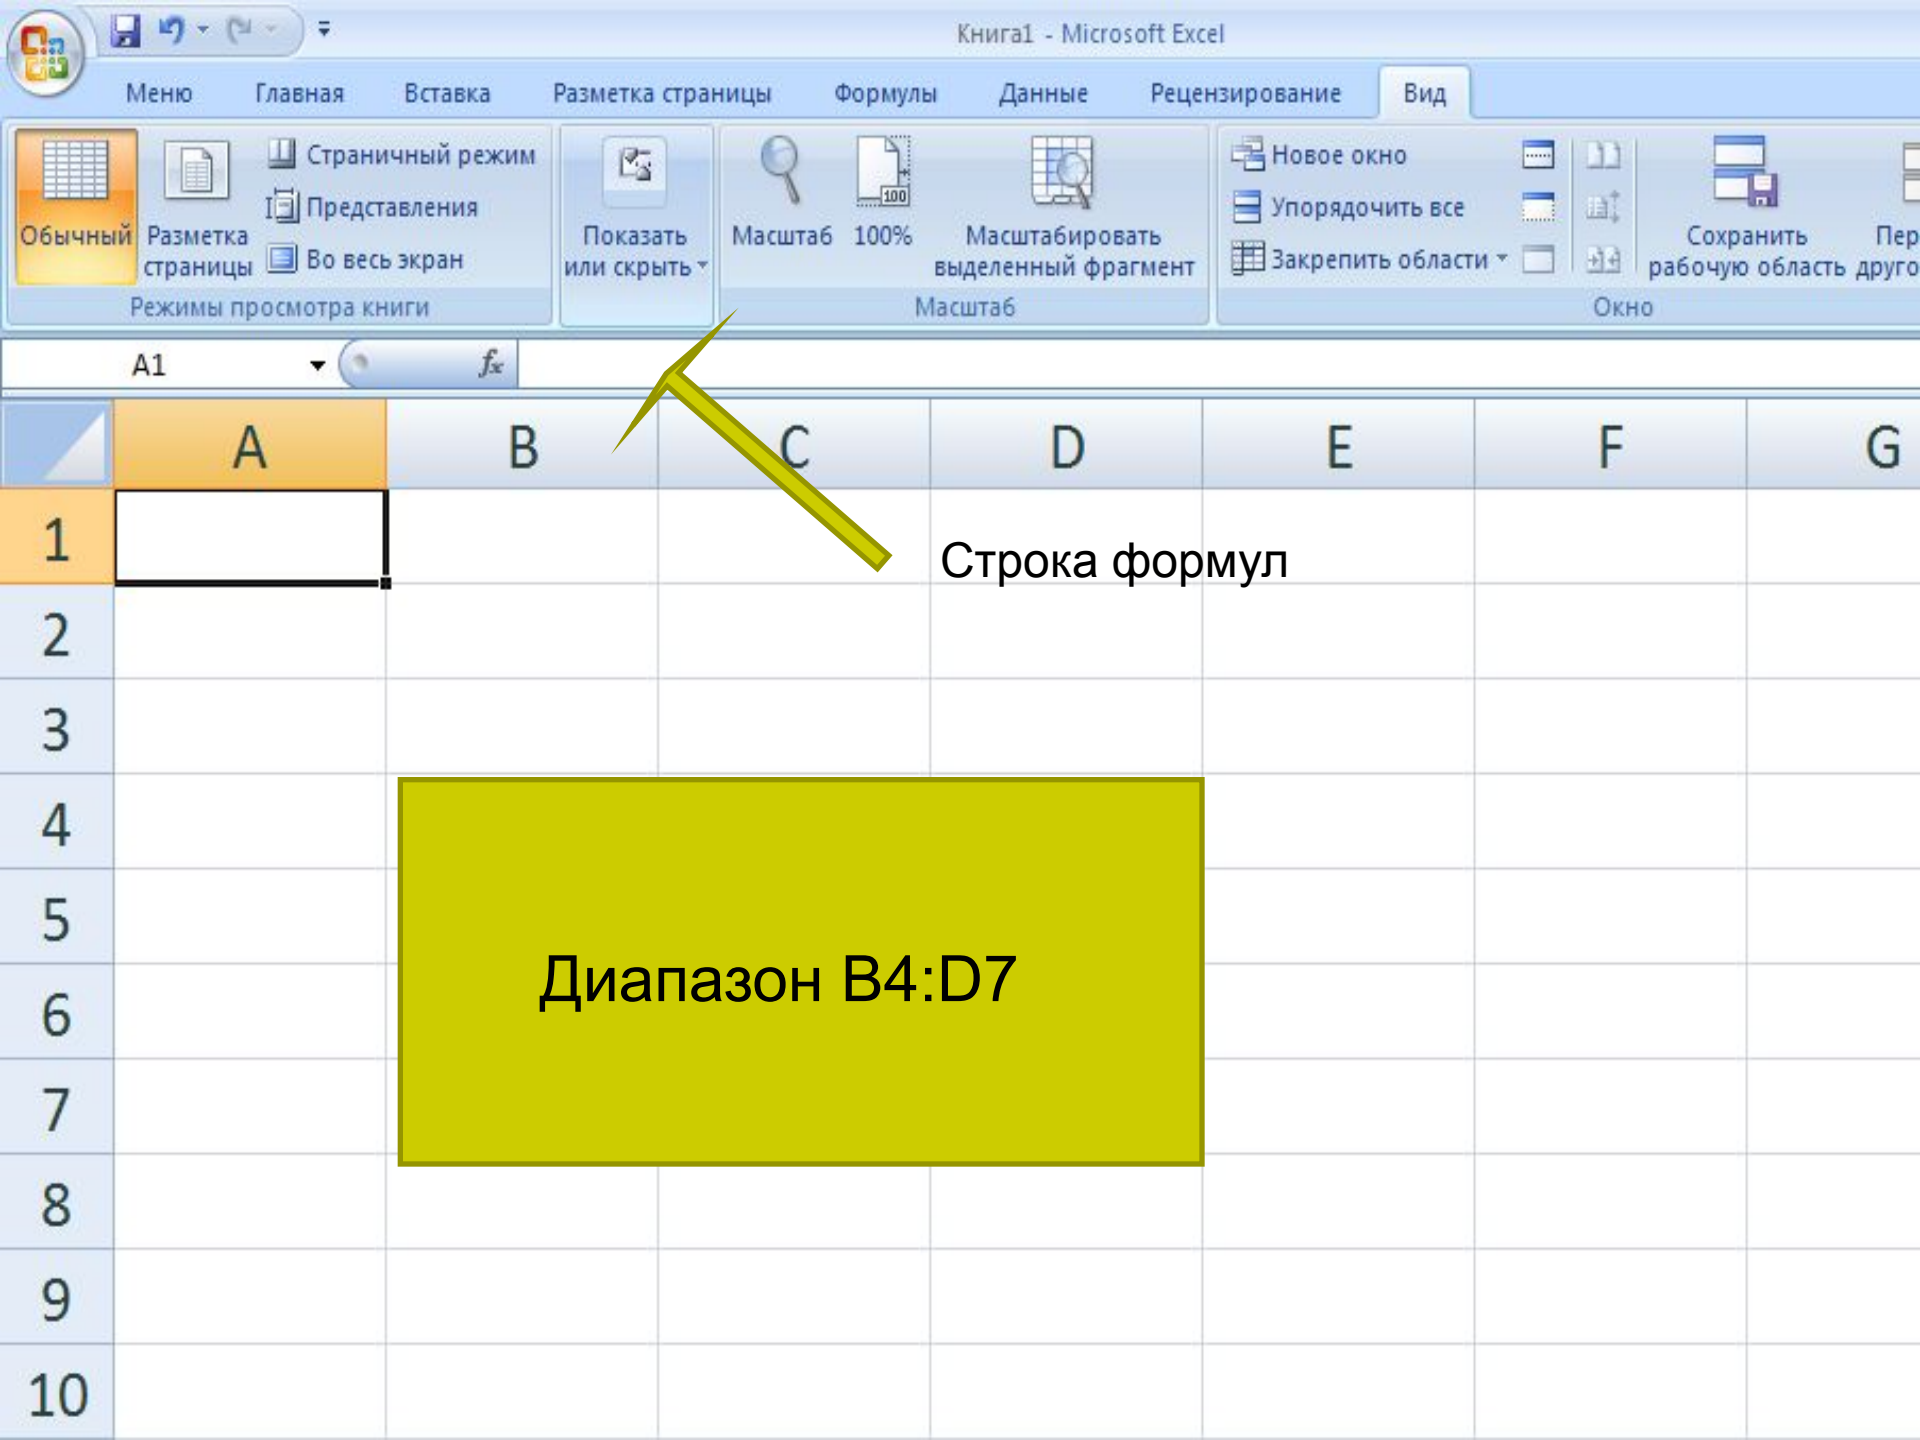 Книга1 - Microsoft Excel
Меню Главная Вставка Разметка страницы Формулы Данные Рецензирование Вид
Обычный
Разметка страницы
Страничный режим
Представления
Во весь экран
Режимы просмотра книги
Показать или скрыть
Масштаб
100%
100
Масштабировать выделенный фрагмент
Масштаб
Новое окно
Упорядочить все
Закрепить области
Сохранить рабочую область
Пер
друго
Окно
A1 fx
A B C D E F G
1
Строка формул
2
3
4
5
Диапазон B4:D7
6
7
8
9
10